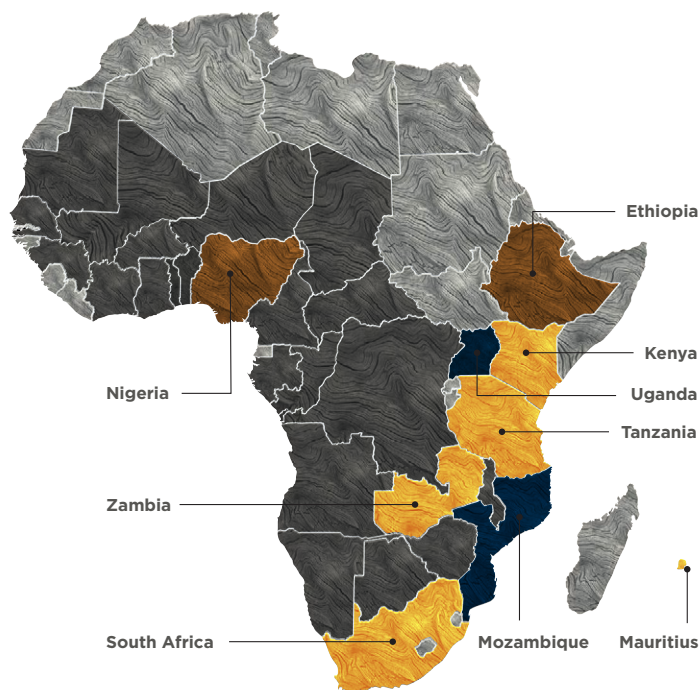 Ethiopia
Kenya
Nigeria
Uganda
Tanzania
Zambia
South Africa
Mozambique
Mauritius